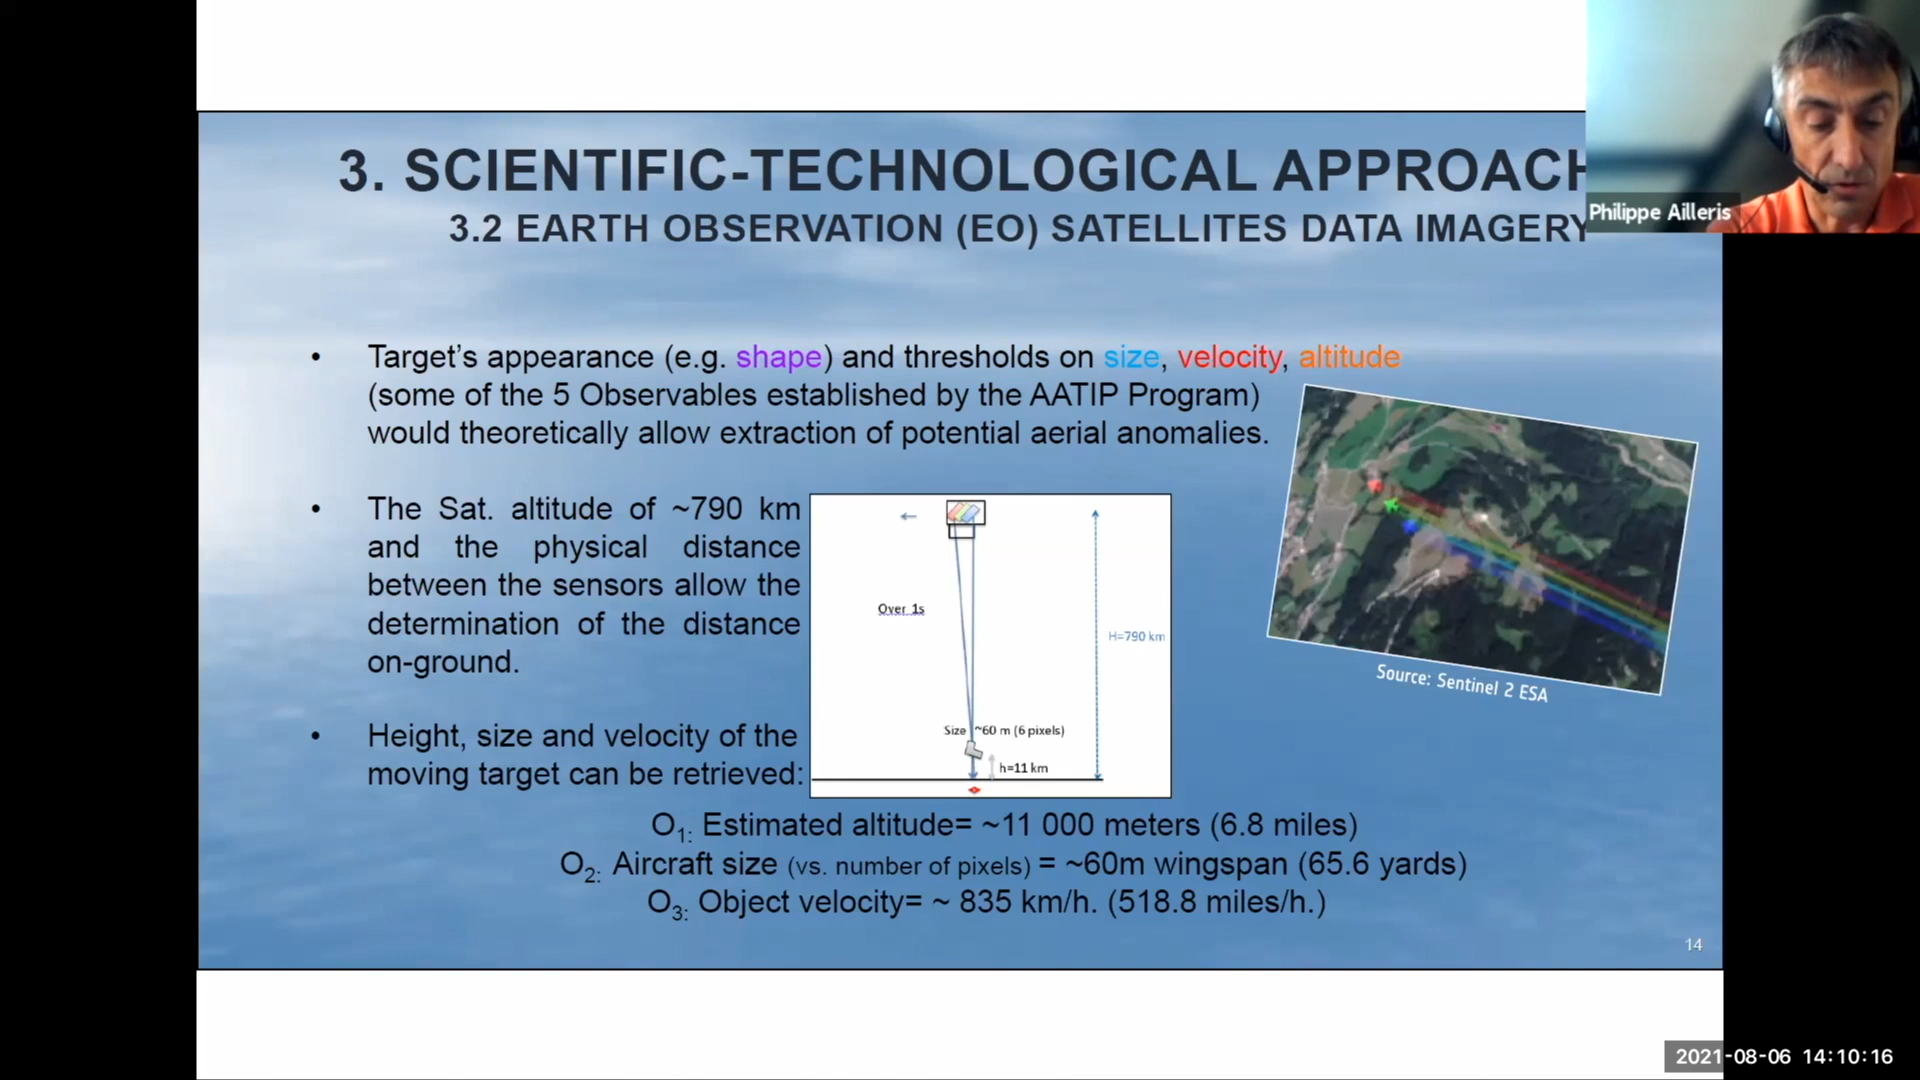 3. SCIENTIFIC-TECHNOLOGICAL APPROACH
3.2 EARTH OBSERVATION (EO) SATELLITES DATA IMAGERY
Philippe Ailleris
• Target's appearance (e.g. shape) and thresholds on size, velocity, altitude
(some of the 5 Observables established by the AATIP Program)
would theoretically allow extraction of potential aerial anomalies.
• The Sat. altitude of ~790 km
and the physical distance
between the sensors allow the
determination of the distance
on-ground.
• Height, size and velocity of the
moving target can be retrieved:
Over 1s
H=790 km
Size ~60 m (6 pixels)
h=11 km
Source: Sentinel 2 ESA
O1: Estimated altitude= ~11 000 meters (6.8 miles)
O2: Aircraft size (vs. number of pixels) = ~60m wingspan (65.6 yards)
O3: Object velocity= ~ 835 km/h. (518.8 miles/h.)
14
2021-08-06 14:10:16